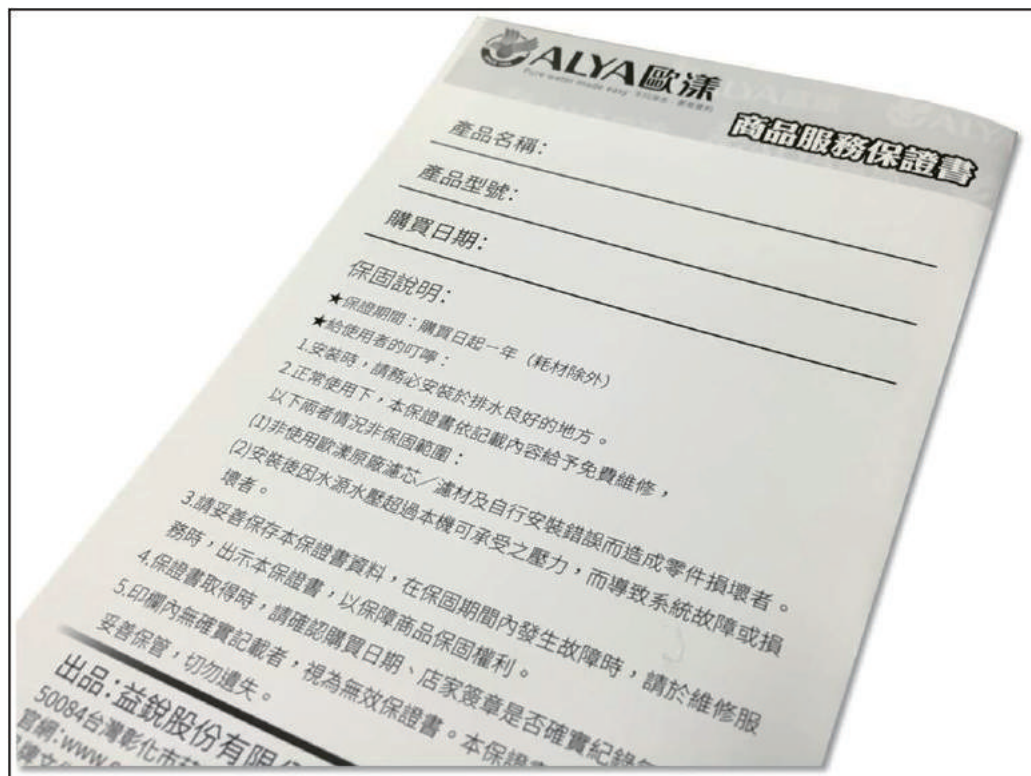 ALYA歐漾
Pure water made easy
商品服務保證書
產品名稱：
產品型號：
購買日期：
保固說明：
★保證期間：購買日起一年（耗材除外）
★給使用者的叮嚀：
1.安裝時，請務必安裝於排水良好的地方。
2.正常使用下，本保證書依記載內容給予免費維修，
以下兩者情況非保固範圍：
(1)非使用歐漾原廠濾芯／濾材及自行安裝錯誤而造成零件損壞者。
(2)安裝後因水源水壓超過本機可承受之壓力，而導致系統故障或損
壞者。
3.請妥善保存本保證書資料，在保固期間內發生故障時，請於維修服
務時，出示本保證書，以保障商品保固權利。
4.保證書取得時，請確認購買日期、店家簽章是否確實紀錄
5.印欄內無確實記載者，視為無效保證書。本保證
妥善保管，切勿遺失。
出品：益銳股份有限
50084台灣彰化市
官網：www.